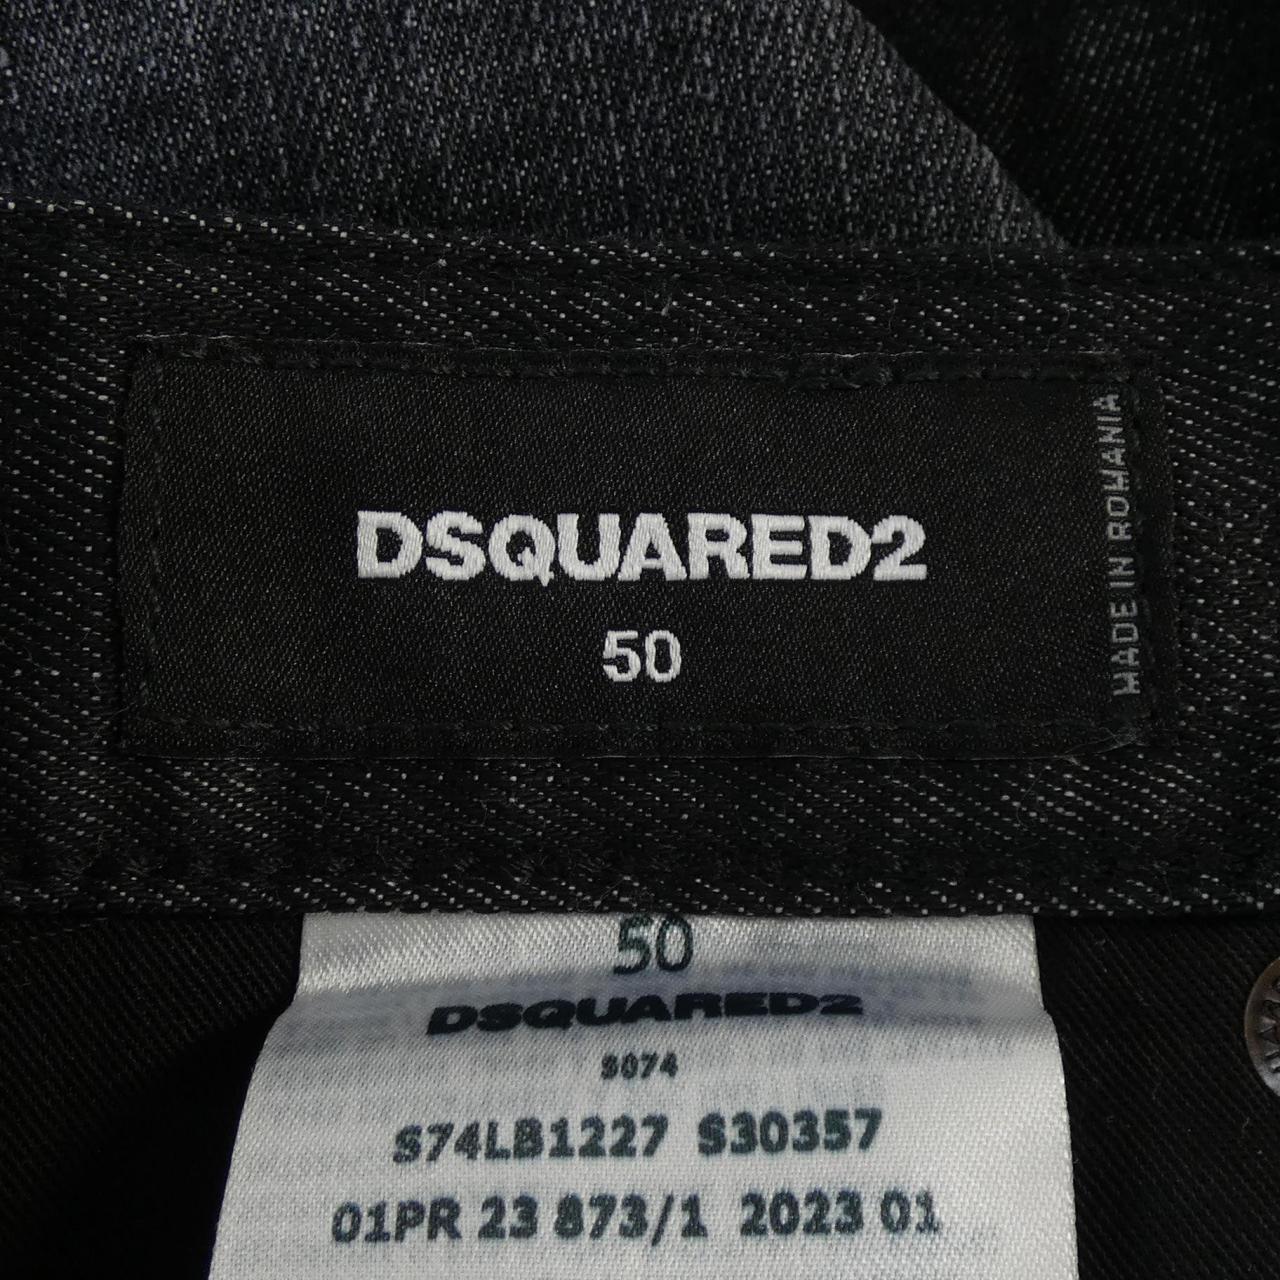 DSQUARED2
50
MADE IN ROMANIA
50
DSQUARED2
S074
S74LB1227 S30357
01PR 23 873/1 2023 01